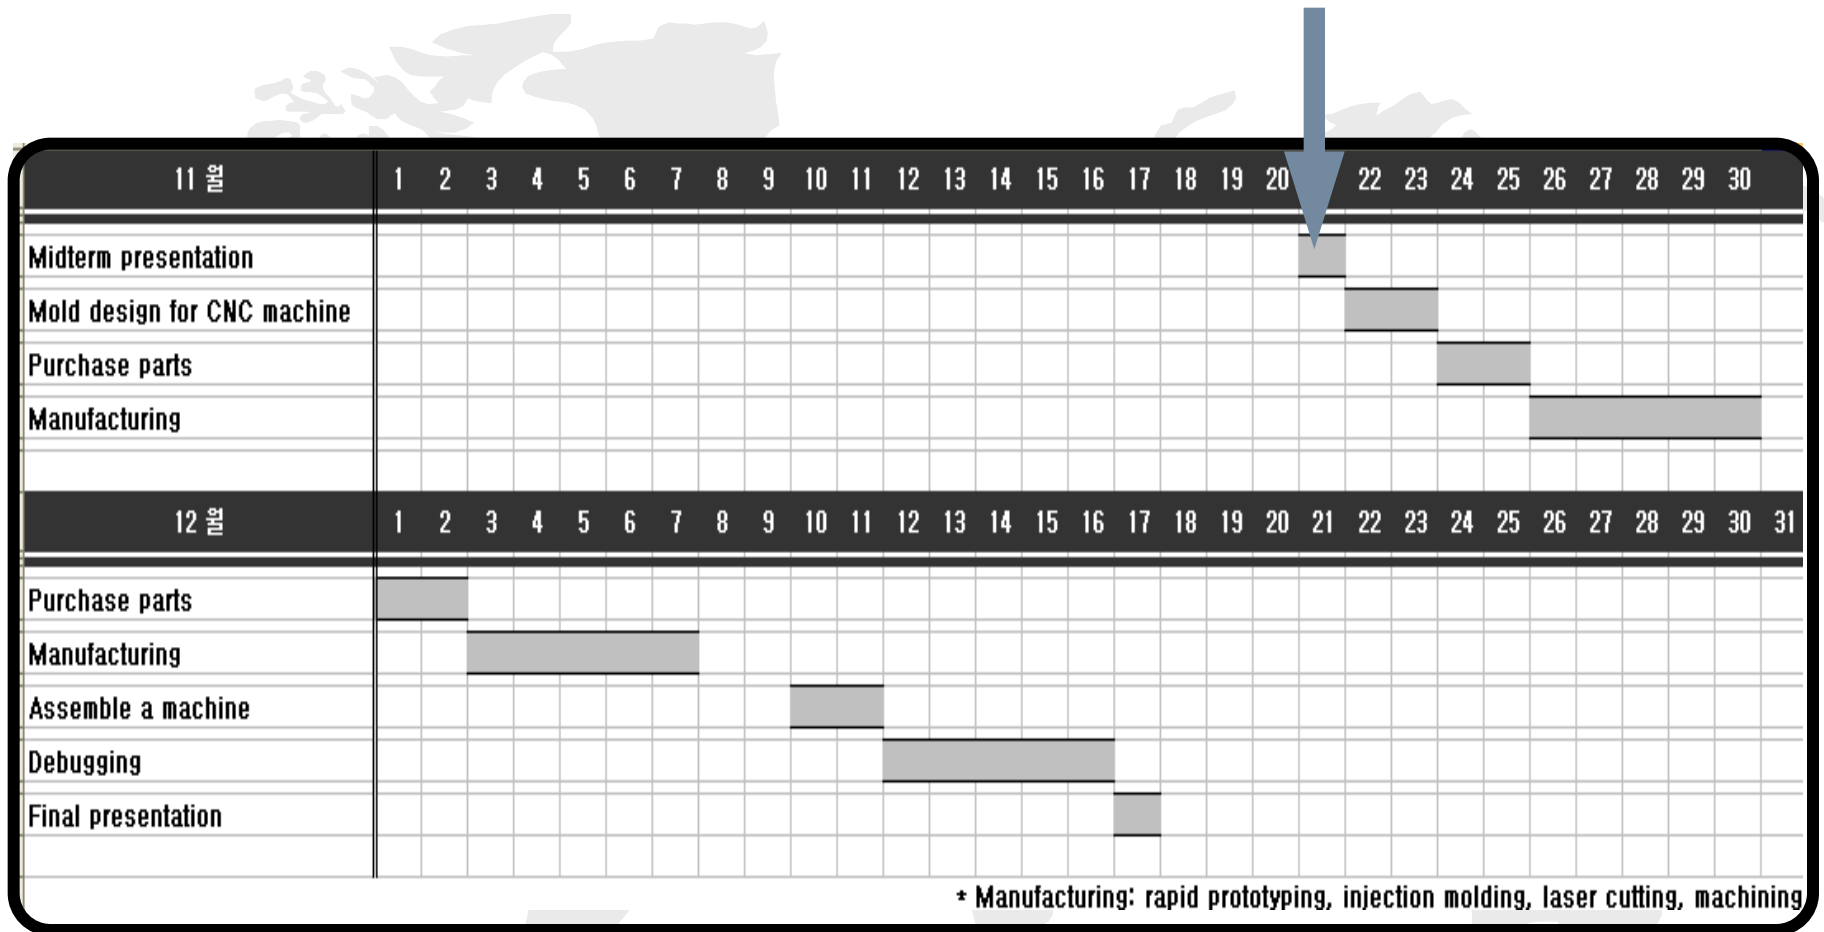 11 월 1 2 3 4 5 6 7 8 9 10 11 12 13 14 15 16 17 18 19 20 22 23 24 25 26 27 28 29 30
Midterm presentation
Mold design for CNC machine
Purchase parts
Manufacturing
12 월 1 2 3 4 5 6 7 8 9 10 11 12 13 14 15 16 17 18 19 20 21 22 23 24 25 26 27 28 29 30 31
Purchase parts
Manufacturing
Assemble a machine
Debugging
Final presentation
* Manufacturing: rapid prototyping, injection molding, laser cutting, machining